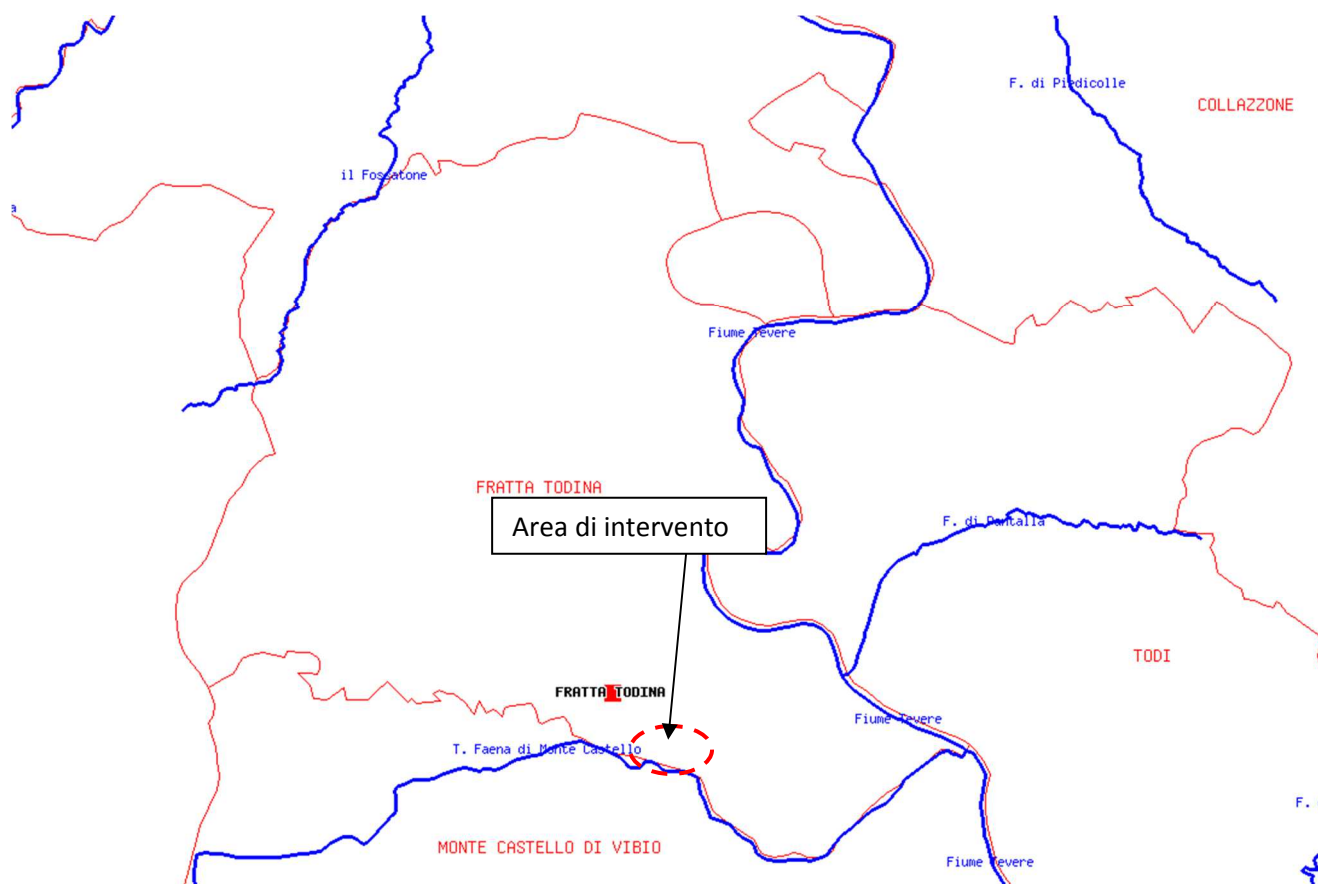 F. di Piedicolle
COLLAZZONE
il Fossatone
a
Fiume Tevere
FRATTA TODINA
Area di intervento
F. di Pantalla
TODI
FRATTA TODINA
Fiume Tevere
T. Faena di Monte Castello
F.
MONTE CASTELLO DI VIBIO
Fiume Tevere